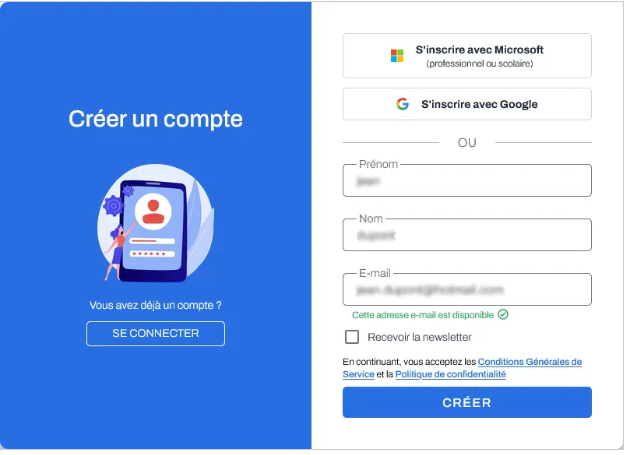 Créer un compte
Vous avez déjà un compte ?
SE CONNECTER
S'inscrire avec Microsoft
(professionnel ou scolaire)
S'inscrire avec Google
OU
Prénom
jean
Nom
dupont
E-mail
jean.dupont@hotmail.com
Cette adresse e-mail est disponible
Recevoir la newsletter
En continuant, vous acceptez les Conditions Générales de
Service et la Politique de confidentialité
CRÉER